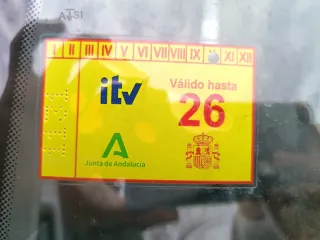 I II III IV V VI VII VIII IX XI XII
itv
Válido hasta
26
Junta de Andalucía